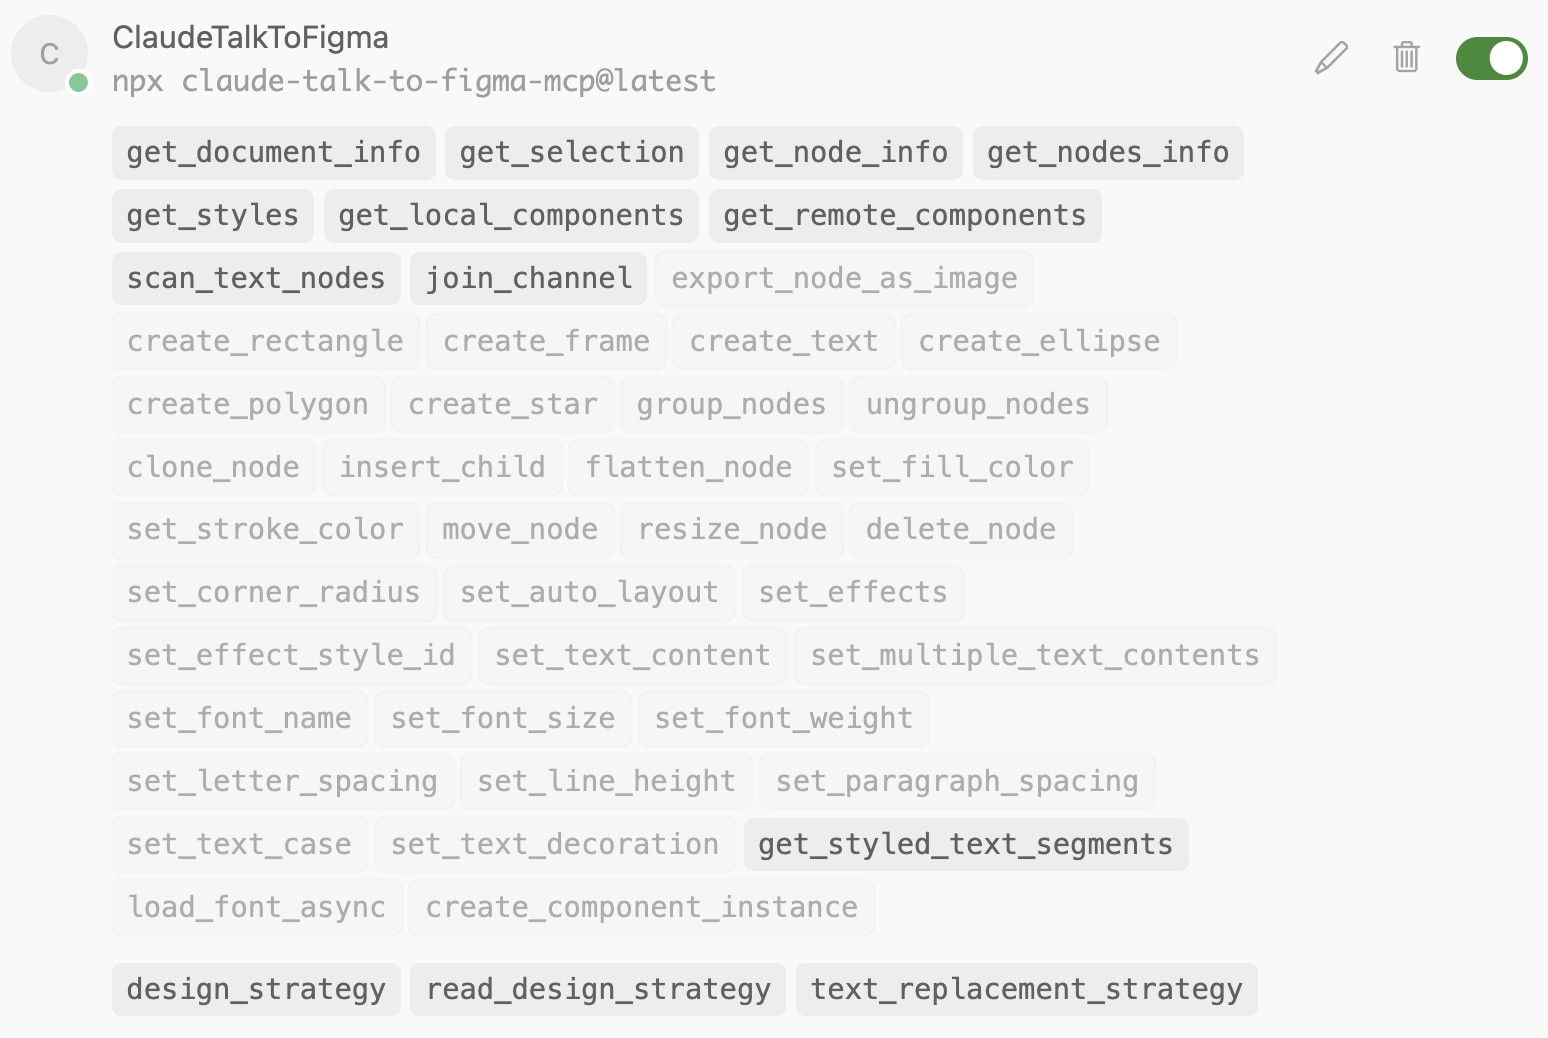 C
ClaudeTalkToFigma
npx claude-talk-to-figma-mcp@latest
get_document_info get_selection get_node_info get_nodes_info
get_styles get_local_components get_remote_components
scan_text_nodes join_channel export_node_as_image
create_rectangle create_frame create_text create_ellipse
create_polygon create_star group_nodes ungroup_nodes
clone_node insert_child flatten_node set_fill_color
set_stroke_color move_node resize_node delete_node
set_corner_radius set_auto_layout set_effects
set_effect_style_id set_text_content set_multiple_text_contents
set_font_name set_font_size set_font_weight
set_letter_spacing set_line_height set_paragraph_spacing
set_text_case set_text_decoration get_styled_text_segments
load_font_async create_component_instance
design_strategy read_design_strategy text_replacement_strategy